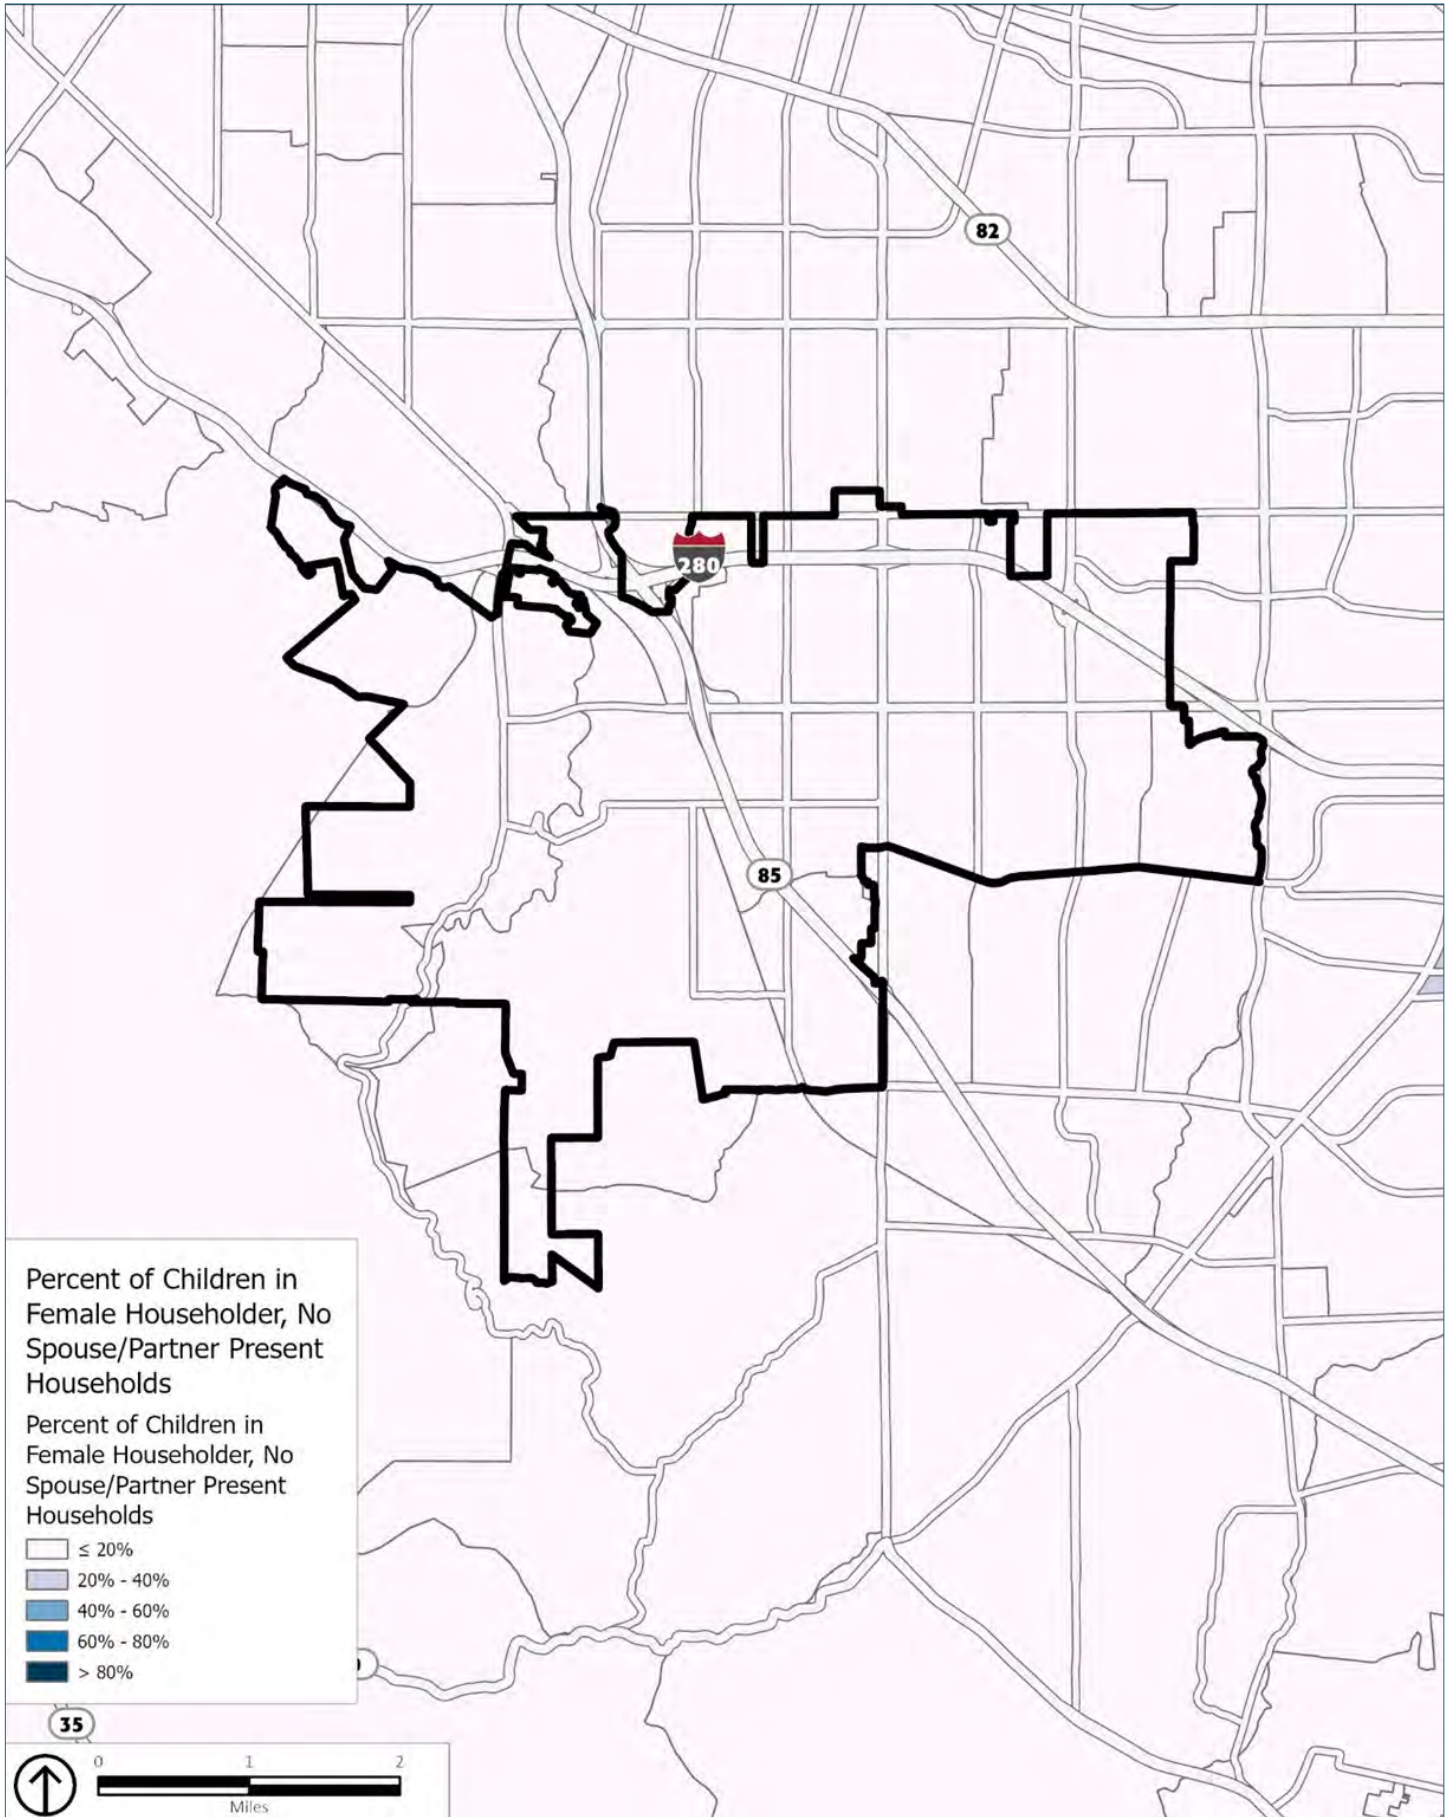 82
280
85
Percent of Children in
Female Householder, No
Spouse/Partner Present
Households
Percent of Children in
Female Householder, No
Spouse/Partner Present
Households
≤ 20%
20% - 40%
40% - 60%
60% - 80%
> 80%
35
0 1 2
Miles